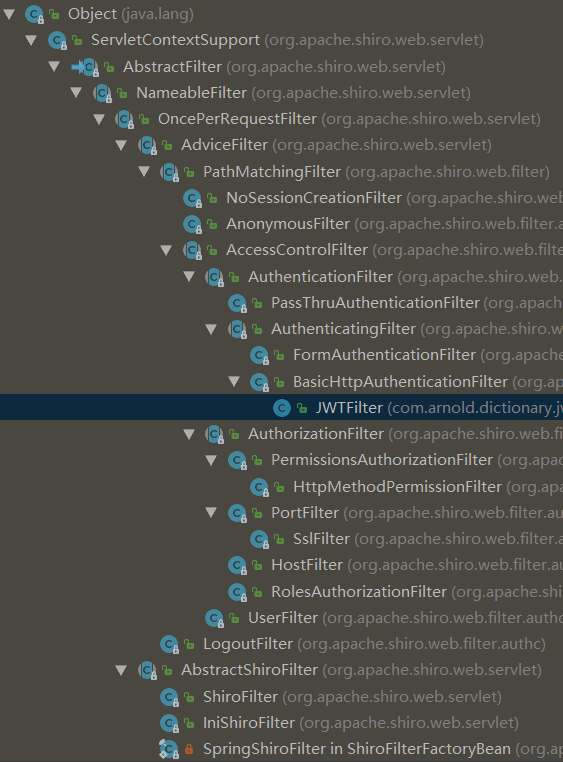 Object (java.lang)
ServletContextSupport (org.apache.shiro.web.servlet)
AbstractFilter (org.apache.shiro.web.servlet)
NameableFilter (org.apache.shiro.web.servlet)
OncePerRequestFilter (org.apache.shiro.web.servlet)
AdviceFilter (org.apache.shiro.web.servlet)
PathMatchingFilter (org.apache.shiro.web.filter)
NoSessionCreationFilter (org.apache.shiro.web.
AnonymousFilter (org.apache.shiro.web.filter.a
AccessControlFilter (org.apache.shiro.web.filte
AuthenticationFilter (org.apache.shiro.web.
PassThruAuthenticationFilter (org.apach
AuthenticatingFilter (org.apache.shiro.w
FormAuthenticationFilter (org.apache
BasicHttpAuthenticationFilter (org.ap
JWTFilter (com.arnold.dictionary.jv
AuthorizationFilter (org.apache.shiro.web.fi
PermissionsAuthorizationFilter (org.apa
HttpMethodPermissionFilter (org.ap
PortFilter (org.apache.shiro.web.filter.au
SslFilter (org.apache.shiro.web.filter.a
HostFilter (org.apache.shiro.web.filter.au
RolesAuthorizationFilter (org.apache.shi
UserFilter (org.apache.shiro.web.filter.authc
LogoutFilter (org.apache.shiro.web.filter.authc)
AbstractShiroFilter (org.apache.shiro.web.servlet)
ShiroFilter (org.apache.shiro.web.servlet)
IniShiroFilter (org.apache.shiro.web.servlet)
SpringShiroFilter in ShiroFilterFactoryBean (org.a